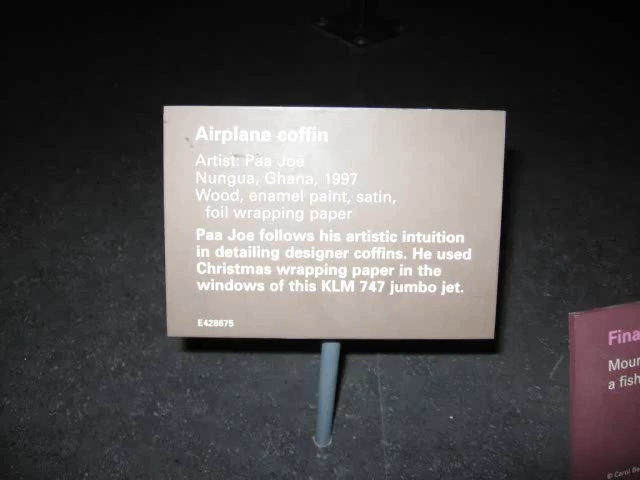 Airplane coffin
Artist: Paa Joe
Nungua, Ghana, 1997
Wood, enamel paint, satin,
foil wrapping paper
Paa Joe follows his artistic intuition
in detailing designer coffins. He used
Christmas wrapping paper in the
windows of this KLM 747 jumbo jet.
E428675
Fina
Mour
a fish
© Carol